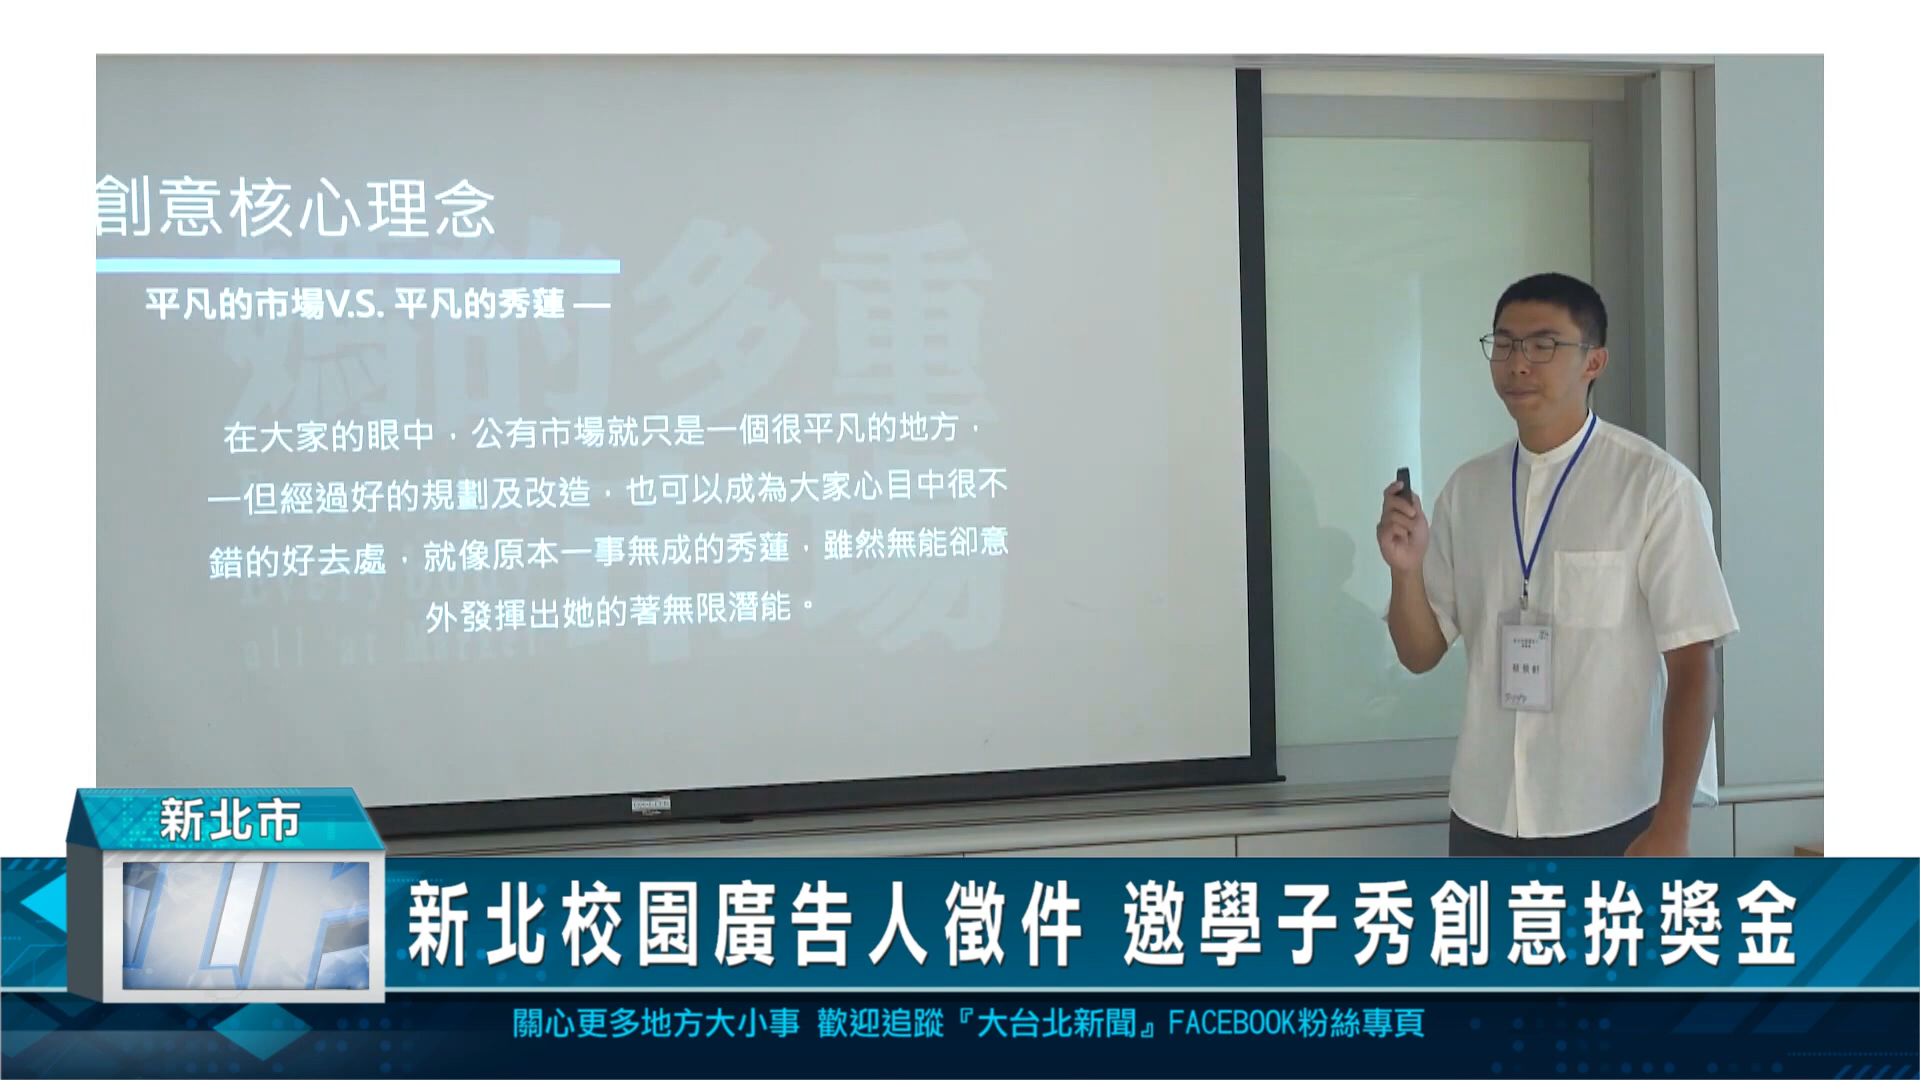 創意核心理念
平凡的市場V.S. 平凡的秀蓮 —
媽的多重
市場
在大家的眼中，公有市場就只是一個很平凡的地方，
—但經過好的規劃及改造，也可以成為大家心目中很不
錯的好去處，就像原本一事無成的秀蓮，雖然無能卻意
外發揮出她的著無限潛能。
新北市
新北校園廣告人徵件 邀學子秀創意拚獎金
關心更多地方大小事 歡迎追蹤『大台北新聞』FACEBOOK粉絲專頁